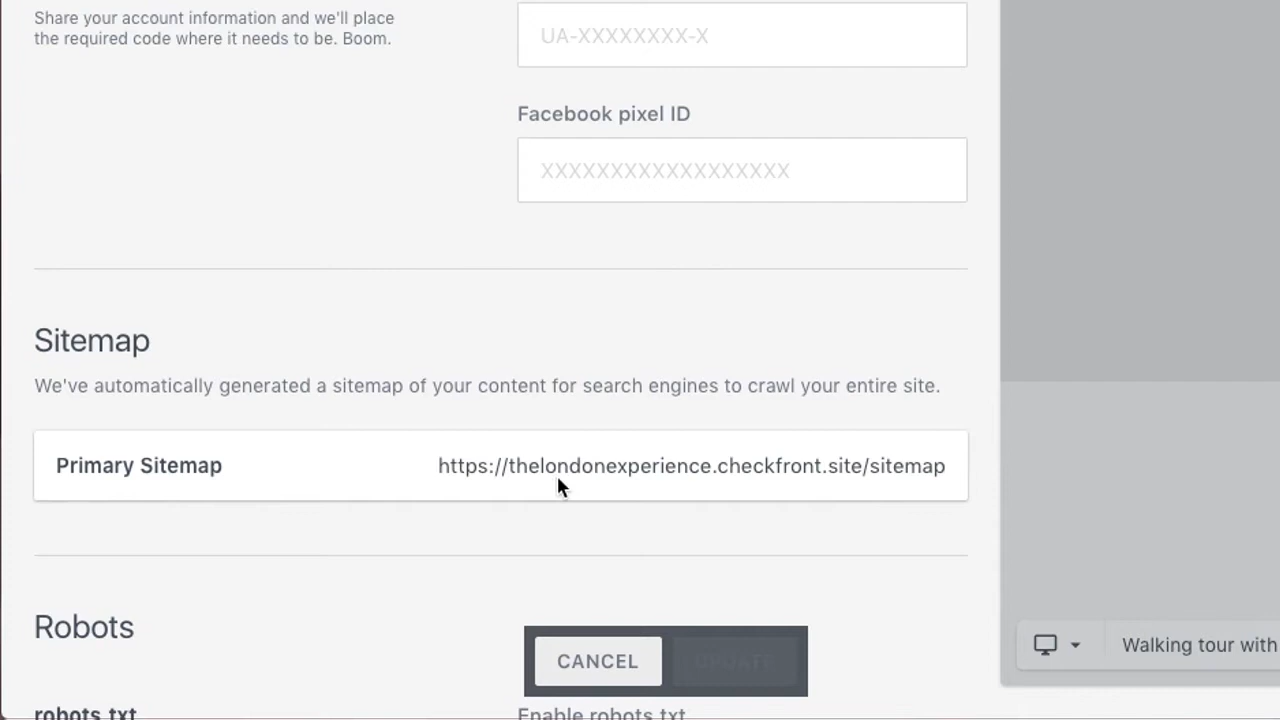 Share your account information and we'll place
the required code where it needs to be. Boom.
UA-XXXXXXXX-X
Facebook pixel ID
XXXXXXXXXXXXXXXXXX
Sitemap
We've automatically generated a sitemap of your content for search engines to crawl your entire site.
Primary Sitemap https://thelondonexperience.checkfront.site/sitemap
Robots
CANCEL UPDATE
Walking tour with
robots.txt Enable robots.txt